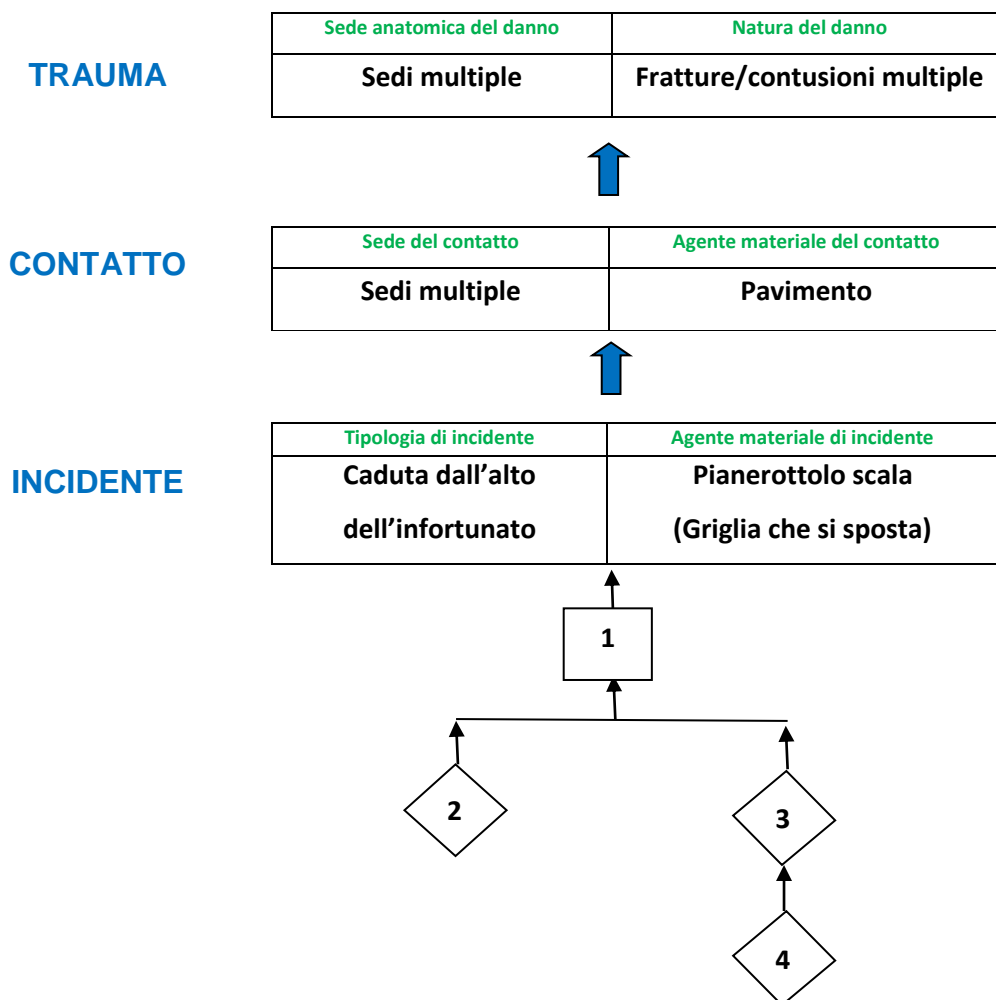 Sede anatomica del danno Natura del danno
TRAUMA Sedi multiple Fratture/contusioni multiple
Sede del contatto Agente materiale del contatto
CONTATTO Sedi multiple Pavimento
Tipologia di incidente Agente materiale di incidente
INCIDENTE Caduta dall’alto Pianerottolo scala
dell’infortunato (Griglia che si sposta)
1
2 3
4